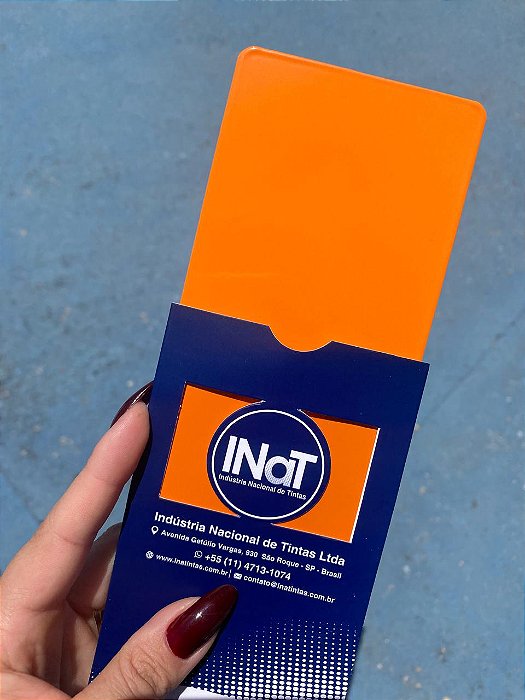 INaT
Indústria Nacional de Tintas
Indústria Nacional de Tintas Ltda
Avenida Getúlio Vargas, 930 São Roque - SP - Brasil
+55 (11) 4713-1074
www.inatintas.com.br | contato@inatintas.com.br